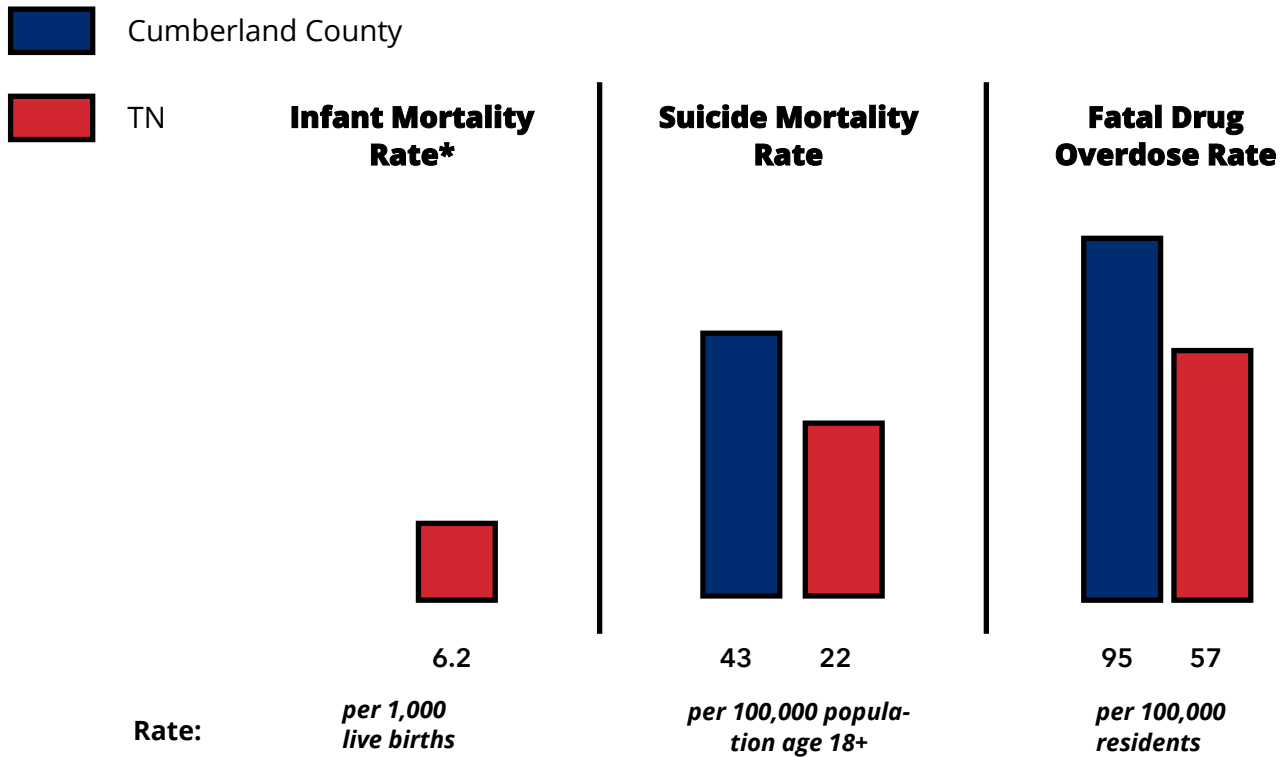 Cumberland County
TN
Infant Mortality
Rate*
Suicide Mortality
Rate
Fatal Drug
Overdose Rate
6.2
43
22
95
57
Rate:
per 1,000
live births
per 100,000 popula-
tion age 18+
per 100,000
residents